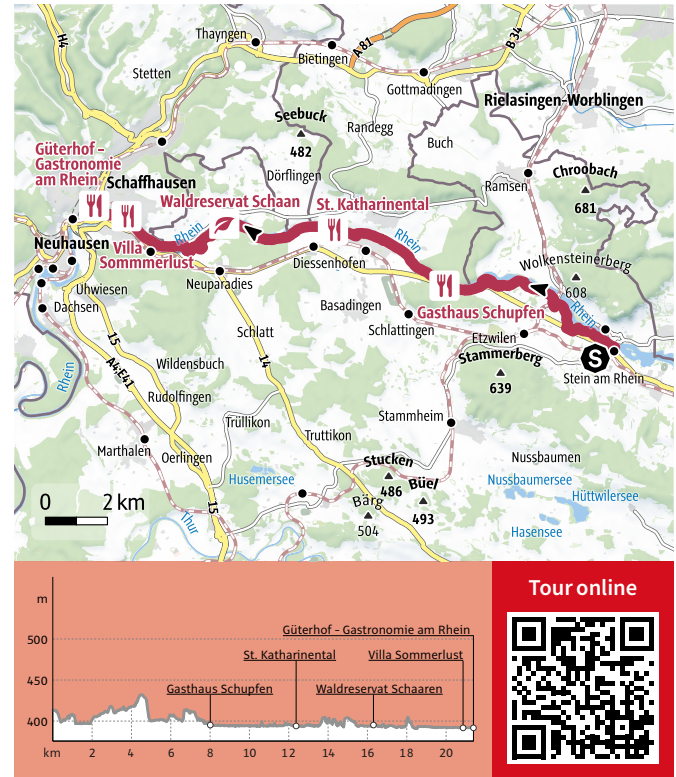 H4
Thayngen
Bietingen
A 81
B 34
Stetten
Gottmadingen
Rielasingen-Worblingen
Seebuck
482
Randegg
Buch
Güterhof –
Gastronomie
am Rhein
Schaffhausen
Dörflingen
Chroobach
681
Ramsen
Waldreservat Schaan
St. Katharinental
Rhein
Rhein
Neuhausen
Villa
Sommmerlust
Diessenhofen
Wolkensteinerberg
608
Neuparadies
Uhwiesen
Dachsen
Basadingen
Gasthaus Schupfen
Rhein
Schlattingen
Schlatt
Etzwilen
Stammerberg
639
S
Stein am Rhein
15
A4;E41
14
Wildensbuch
Rhein
Rudolfingen
Trüllikon
Stammheim
Truttikon
Marthalen
Oerlingen
Stucken
486
Nussbaumen
Husemersee
Büel
493
Nussbaumersee
Hüttwilersee
Bärg
504
Hasensee
15
Thur
0 2 km
Tour online
m
500
450
400
Güterhof – Gastronomie am Rhein
St. Katharinental
Villa Sommerlust
Gasthaus Schupfen
Waldreservat Schaaren
km 2 4 6 8 10 12 14 16 18 20